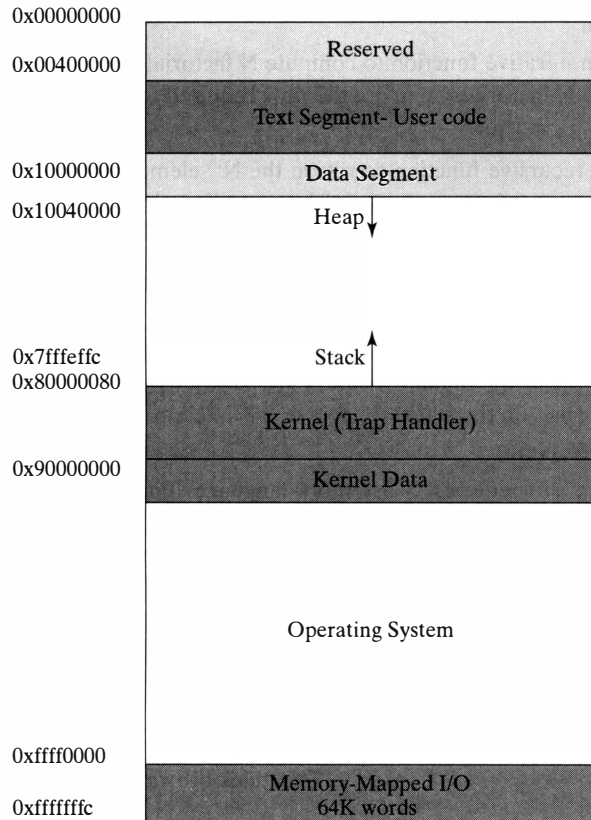 0x00000000
Reserved
0x00400000
Text Segment- User code
0x10000000
Data Segment
0x10040000
Heap
0x7fffeffc
Stack
0x80000080
Kernel (Trap Handler)
0x90000000
Kernel Data
Operating System
0xffff0000
Memory-Mapped I/O
64K words
0xfffffffc